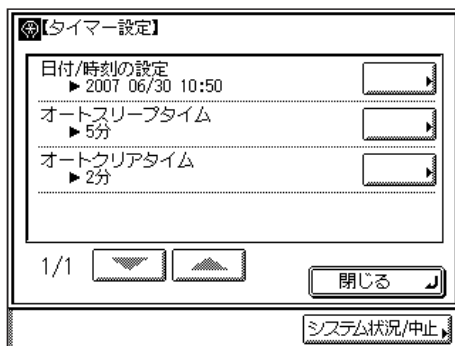 【タイマー設定】
日付/時刻の設定
▶ 2007 06/30 10:50
オートスリープタイム
▶ 5分
オートクリアタイム
▶ 2分
1/1
閉じる
システム状況/中止